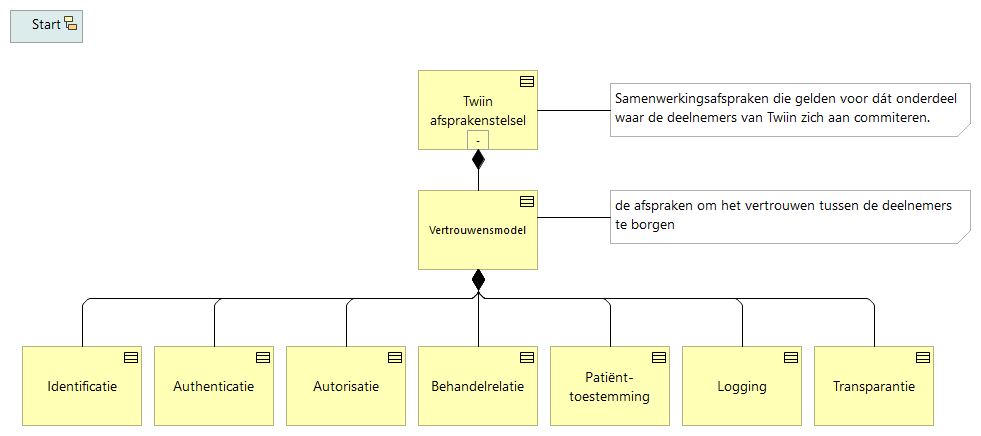 Start
Twiin
afsprakenstelsel
-
Samenwerkingsafspraken die gelden voor dát onderdeel
waar de deelnemers van Twiin zich aan commiteren.
Vertrouwensmodel
de afspraken om het vertrouwen tussen de deelnemers
te borgen
Identificatie
Authenticatie
Autorisatie
Behandelrelatie
Patiënt-
toestemming
Logging
Transparantie